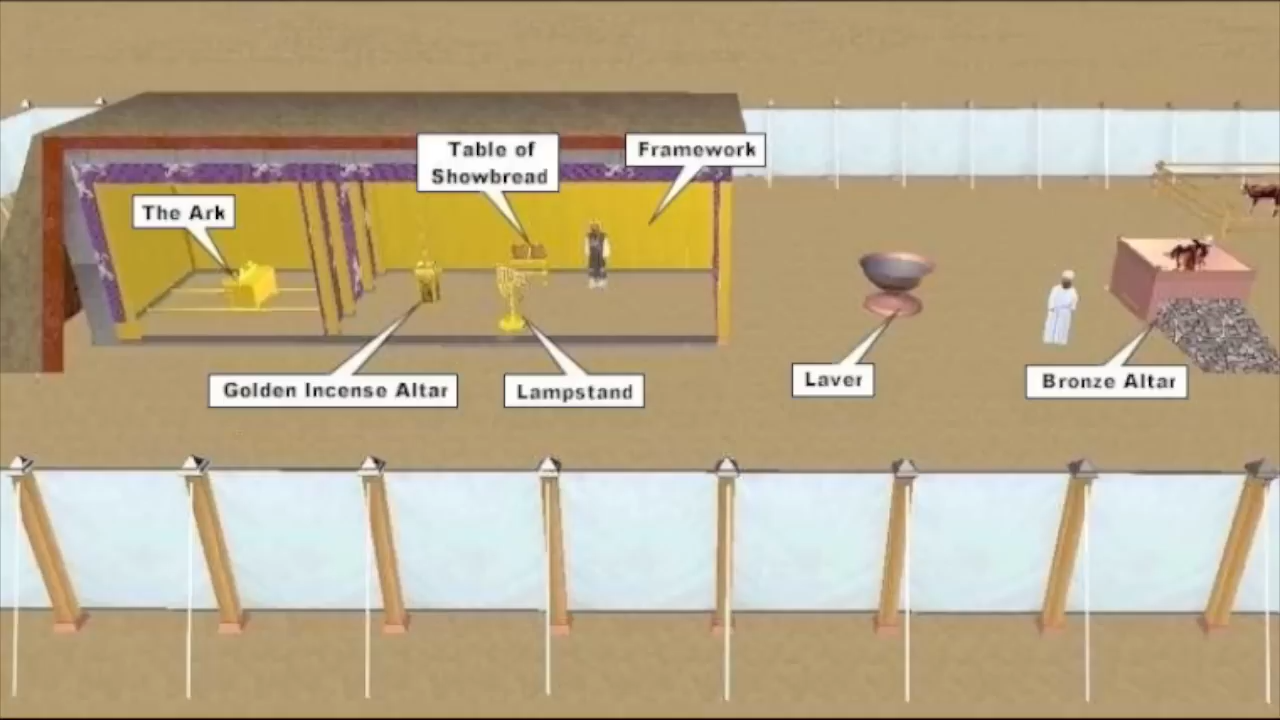 Table of
Showbread
Framework
The Ark
Golden Incense Altar
Lampstand
Laver
Bronze Altar